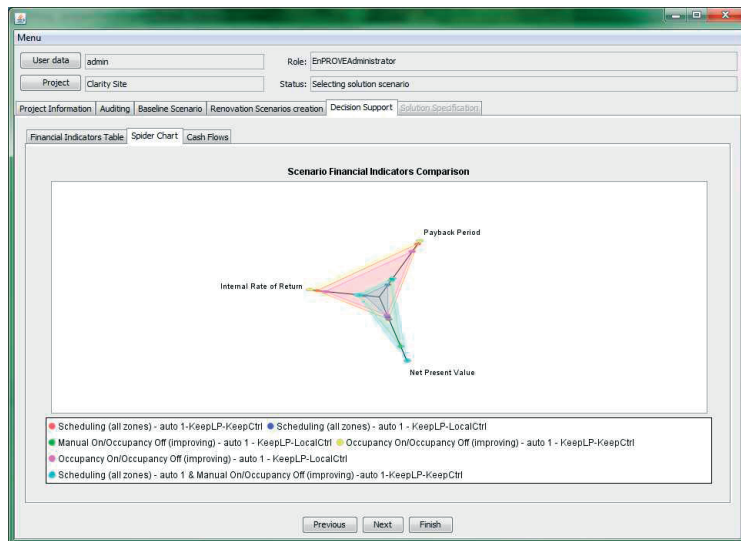 Menu
User data admin Role: EnPROVEAdministrator
Project Clarity Site Status: Selecting solution scenario
Project Information Auditing Baseline Scenario Renovation Scenarios creation Decision Support Solution Specification
Financial Indicators Table Spider Chart Cash Flows
Scenario Financial Indicators Comparison
Payback Period
Internal Rate of Return
Net Present Value
Scheduling (all zones) - auto 1-KeepLP-KeepCtrl Scheduling (all zones) - auto 1 - KeepLP-LocalCtrl
Manual On/Occupancy Off (improving) - auto 1 - KeepLP-LocalCtrl Occupancy On/Occupancy Off (improving) - auto 1 - KeepLP-KeepCtrl
Occupancy On/Occupancy Off (improving) - auto 1 - KeepLP-LocalCtrl
Scheduling (all zones) - auto 1 & Manual On/Occupancy Off (improving) -auto 1-KeepLP-KeepCtrl
Previous Next Finish